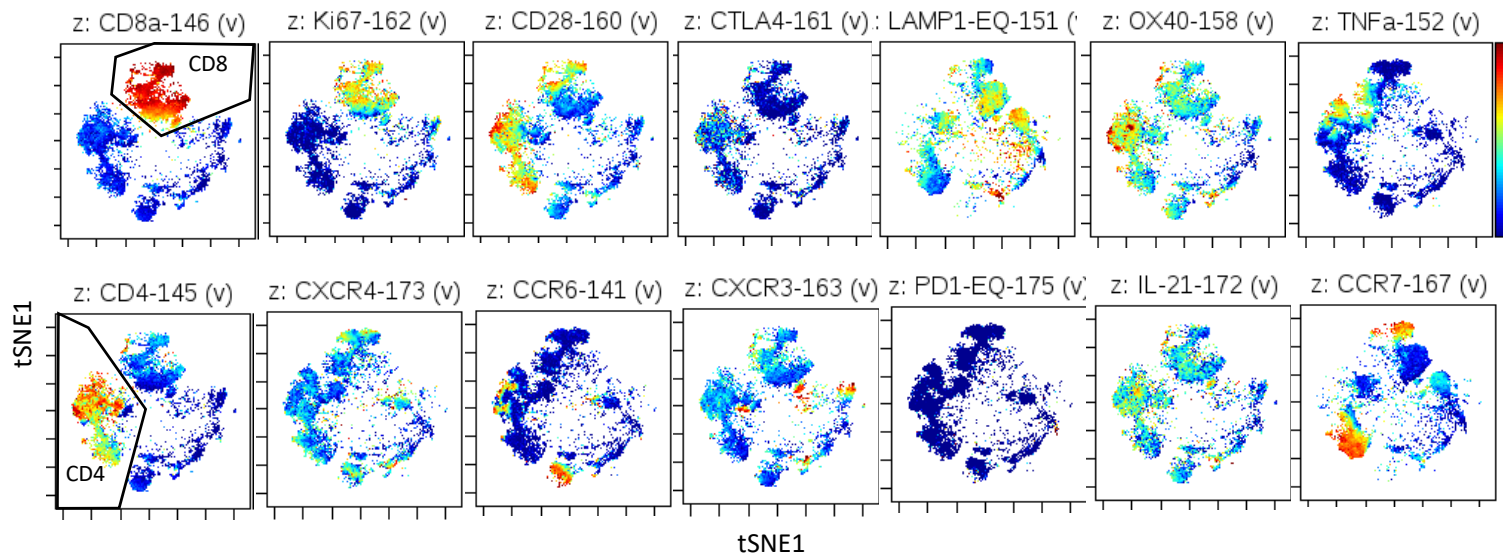 z: CD8a-146 (v)
z: Ki67-162 (v)
z: CD28-160 (v)
z: CTLA4-161 (v)
: LAMP1-EQ-151 (
z: OX40-158 (v)
z: TNFa-152 (v)
CD8
z: CD4-145 (v)
z: CXCR4-173 (v)
z: CCR6-141 (v)
z: CXCR3-163 (v)
z: PD1-EQ-175 (v
z: IL-21-172 (v)
z: CCR7-167 (v)
tSNE1
CD4
tSNE1